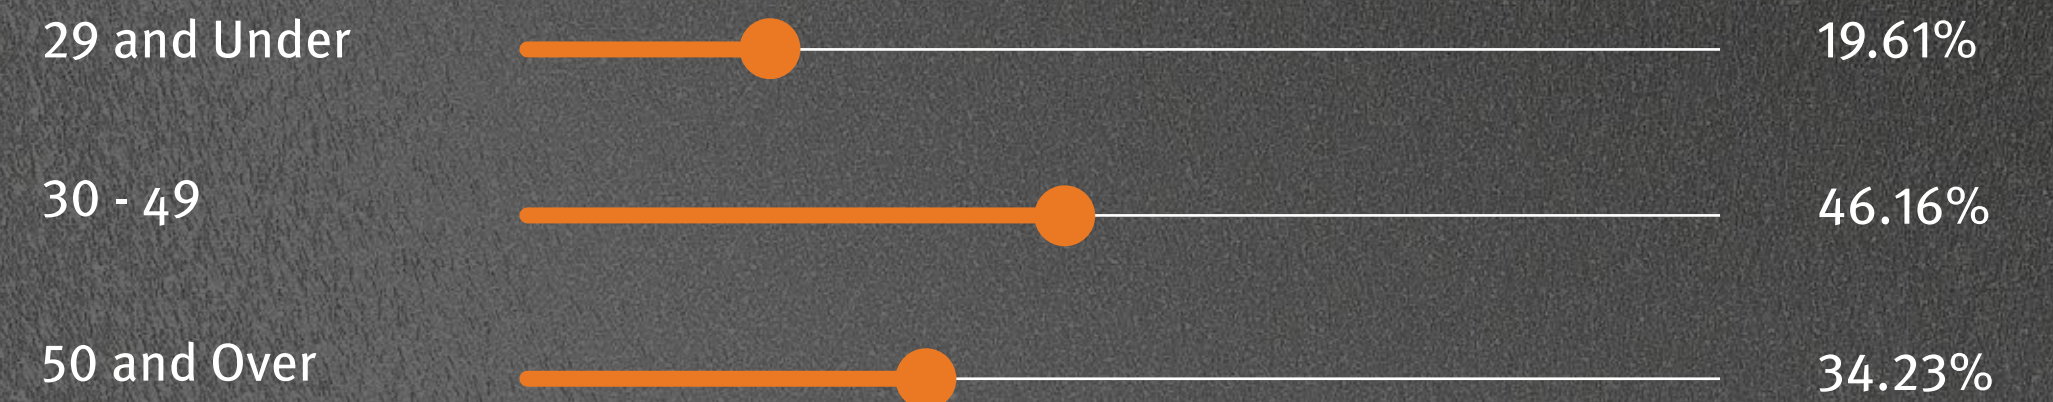 29 and Under 19.61%
30 - 49 46.16%
50 and Over 34.23%